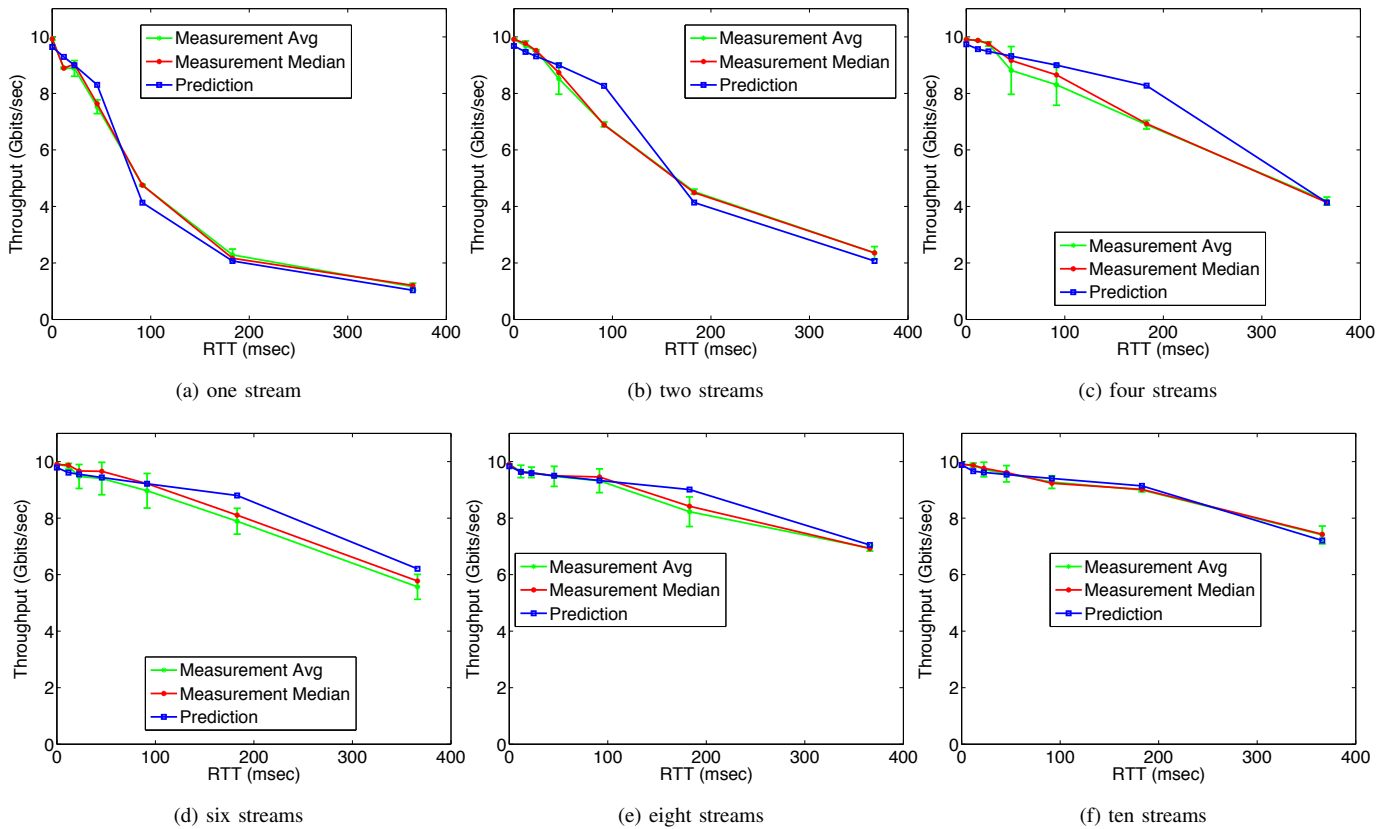 10
8
6
4
2
0
Throughput (Gbits/sec)
Measurement Avg
Measurement Median
Prediction
0 100 200 300 400
RTT (msec)
(a) one stream
10
8
6
4
2
0
Throughput (Gbits/sec)
Measurement Avg
Measurement Median
Prediction
0 100 200 300 400
RTT (msec)
(b) two streams
10
8
6
4
2
0
Throughput (Gbits/sec)
Measurement Avg
Measurement Median
Prediction
0 100 200 300 400
RTT (msec)
(c) four streams
10
8
6
4
2
0
Throughput (Gbits/sec)
Measurement Avg
Measurement Median
Prediction
0 100 200 300 400
RTT (msec)
(d) six streams
10
8
6
4
2
0
Throughput (Gbits/sec)
Measurement Avg
Measurement Median
Prediction
0 100 200 300 400
RTT (msec)
(e) eight streams
10
8
6
4
2
0
Throughput (Gbits/sec)
Measurement Avg
Measurement Median
Prediction
0 100 200 300 400
RTT (msec)
(f) ten streams